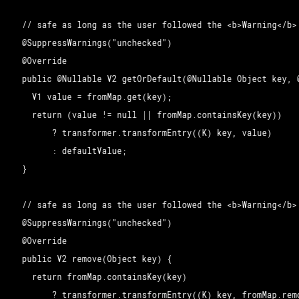 // safe as long as the user followed the <b>Warning</b>
@SuppressWarnings("unchecked")
@Override
public @Nullable V2 getOrDefault(@Nullable Object key, @
V1 value = fromMap.get(key);
return (value != null || fromMap.containsKey(key))
? transformer.transformEntry((K) key, value)
: defaultValue;
}
// safe as long as the user followed the <b>Warning</b>
@SuppressWarnings("unchecked")
@Override
public V2 remove(Object key) {
return fromMap.containsKey(key)
? transformer.transformEntry((K) key, fromMap.remo